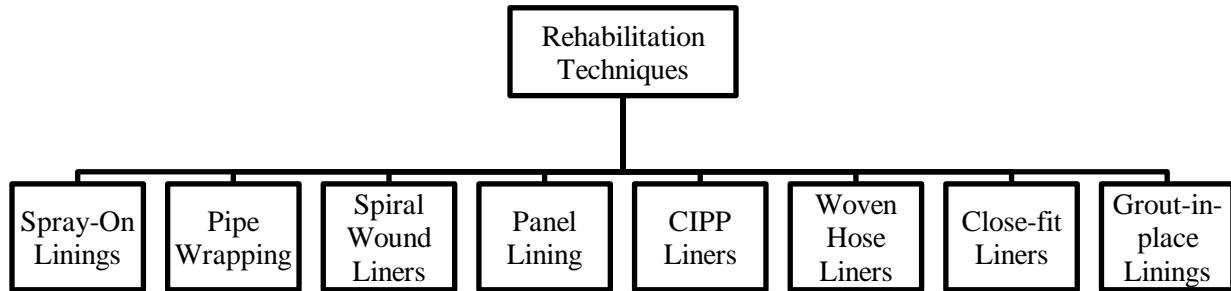 Rehabilitation
Techniques
Spray-On
Linings
Pipe
Wrapping
Spiral
Wound
Liners
Panel
Lining
CIPP
Liners
Woven
Hose
Liners
Close-fit
Liners
Grout-in-
place
Linings